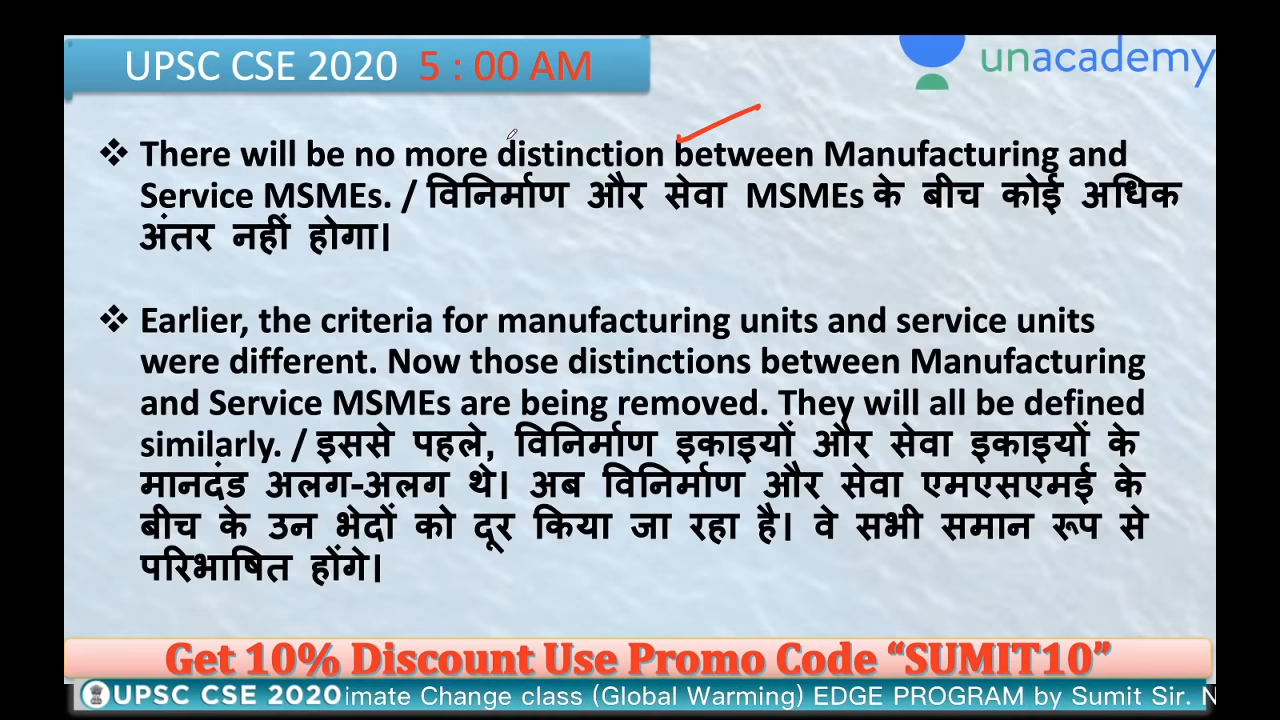 UPSC CSE 2020 5 : 00 AM
unacademy
❖ There will be no more distinction between Manufacturing and
Service MSMEs. / विनिर्माण और सेवा MSMEs के बीच कोई अधिक
अंतर नहीं होगा।
❖ Earlier, the criteria for manufacturing units and service units
were different. Now those distinctions between Manufacturing
and Service MSMEs are being removed. They will all be defined
similarly. / इससे पहले, विनिर्माण इकाइयों और सेवा इकाइयों के
मानदंड अलग-अलग थे। अब विनिर्माण और सेवा एमएसएमई के
बीच के उन भेदों को दूर किया जा रहा है। वे सभी समान रूप से
परिभाषित होंगे।
Get 10% Discount Use Promo Code “SUMIT10”
UPSC CSE 2020 imate Change class (Global Warming) EDGE PROGRAM by Sumit Sir. N